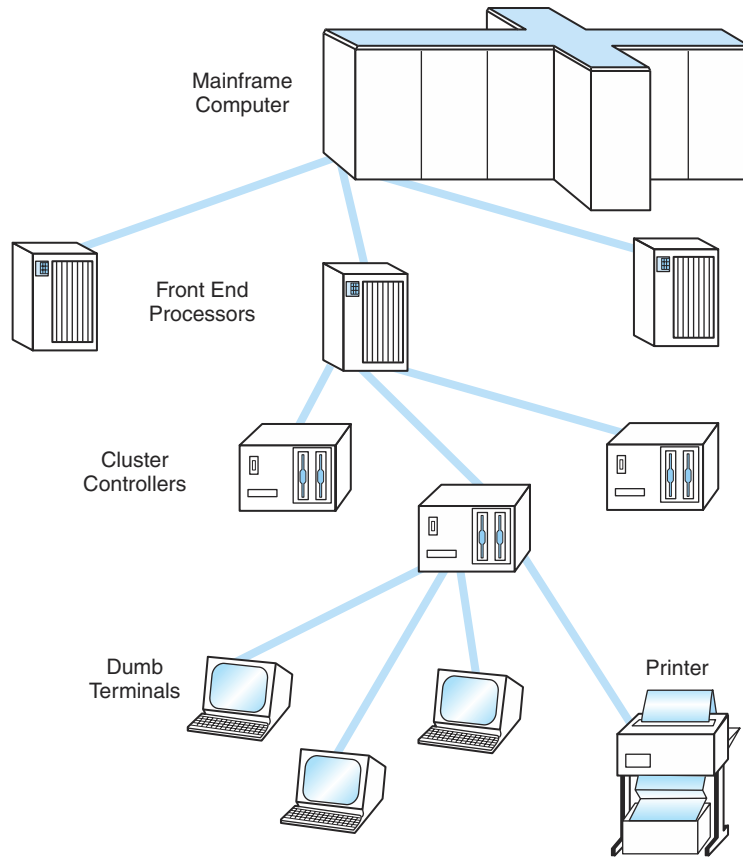 Mainframe
Computer
Front End
Processors
Cluster
Controllers
Dumb
Terminals
Printer